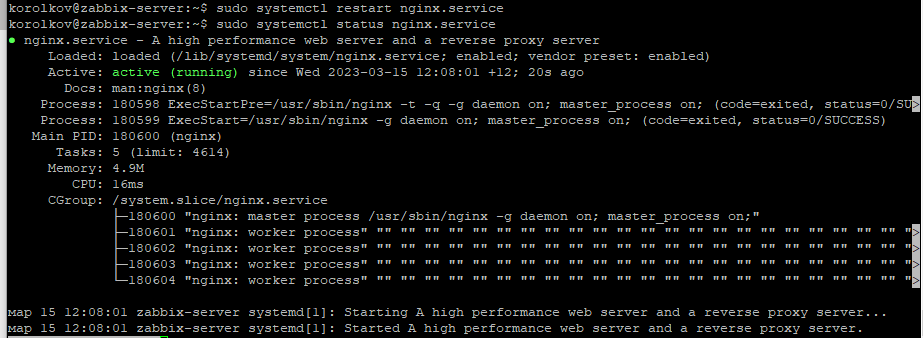 korolkov@zabbix-server:~$ sudo systemctl restart nginx.service
korolkov@zabbix-server:~$ sudo systemctl status nginx.service
● nginx.service - A high performance web server and a reverse proxy server
Loaded: loaded (/lib/systemd/system/nginx.service; enabled; vendor preset: enabled)
Active: active (running) since Wed 2023-03-15 12:08:01 +12; 20s ago
Docs: man:nginx(8)
Process: 180598 ExecStartPre=/usr/sbin/nginx -t -q -g daemon on; master_process on; (code=exited, status=0/SU>
Process: 180599 ExecStart=/usr/sbin/nginx -g daemon on; master_process on; (code=exited, status=0/SUCCESS)
Main PID: 180600 (nginx)
Tasks: 5 (limit: 4614)
Memory: 4.9M
CPU: 16ms
CGroup: /system.slice/nginx.service
├─180600 "nginx: master process /usr/sbin/nginx -g daemon on; master_process on;"
├─180601 "nginx: worker process" "" "" "" "" "" "" "" "" "" "" "" "" "" "" "" "" "" "" "" "" "" "" ">
├─180602 "nginx: worker process" "" "" "" "" "" "" "" "" "" "" "" "" "" "" "" "" "" "" "" "" "" "" ">
├─180603 "nginx: worker process" "" "" "" "" "" "" "" "" "" "" "" "" "" "" "" "" "" "" "" "" "" "" ">
└─180604 "nginx: worker process" "" "" "" "" "" "" "" "" "" "" "" "" "" "" "" "" "" "" "" "" "" "" ">
мар 15 12:08:01 zabbix-server systemd[1]: Starting A high performance web server and a reverse proxy server...
мар 15 12:08:01 zabbix-server systemd[1]: Started A high performance web server and a reverse proxy server.